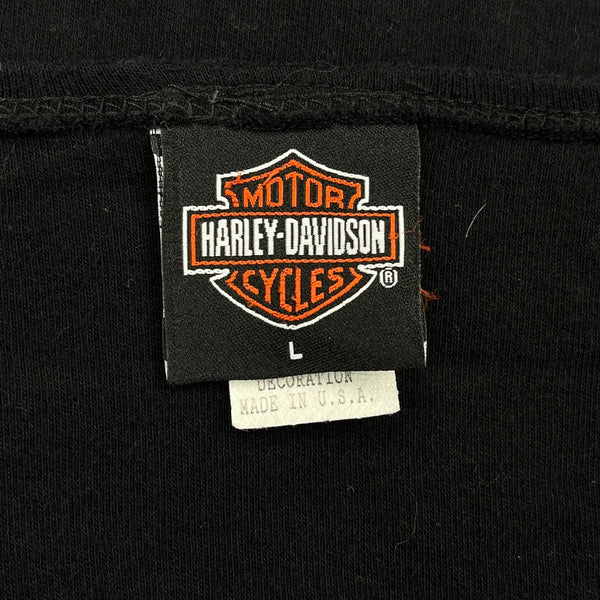 MOTOR
HARLEY-DAVIDSON
CYCLES
®
L
DECORATION
MADE IN U.S.A.